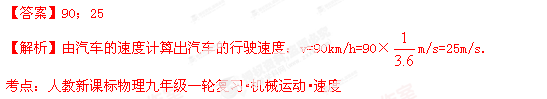 【答案】90；25
【解析】由汽车的速度计算出汽车的行驶速度：v=90km/h=90×1/3.6 m/s=25m/s.
考点：人教新课标物理九年级一轮复习•机械运动•速度